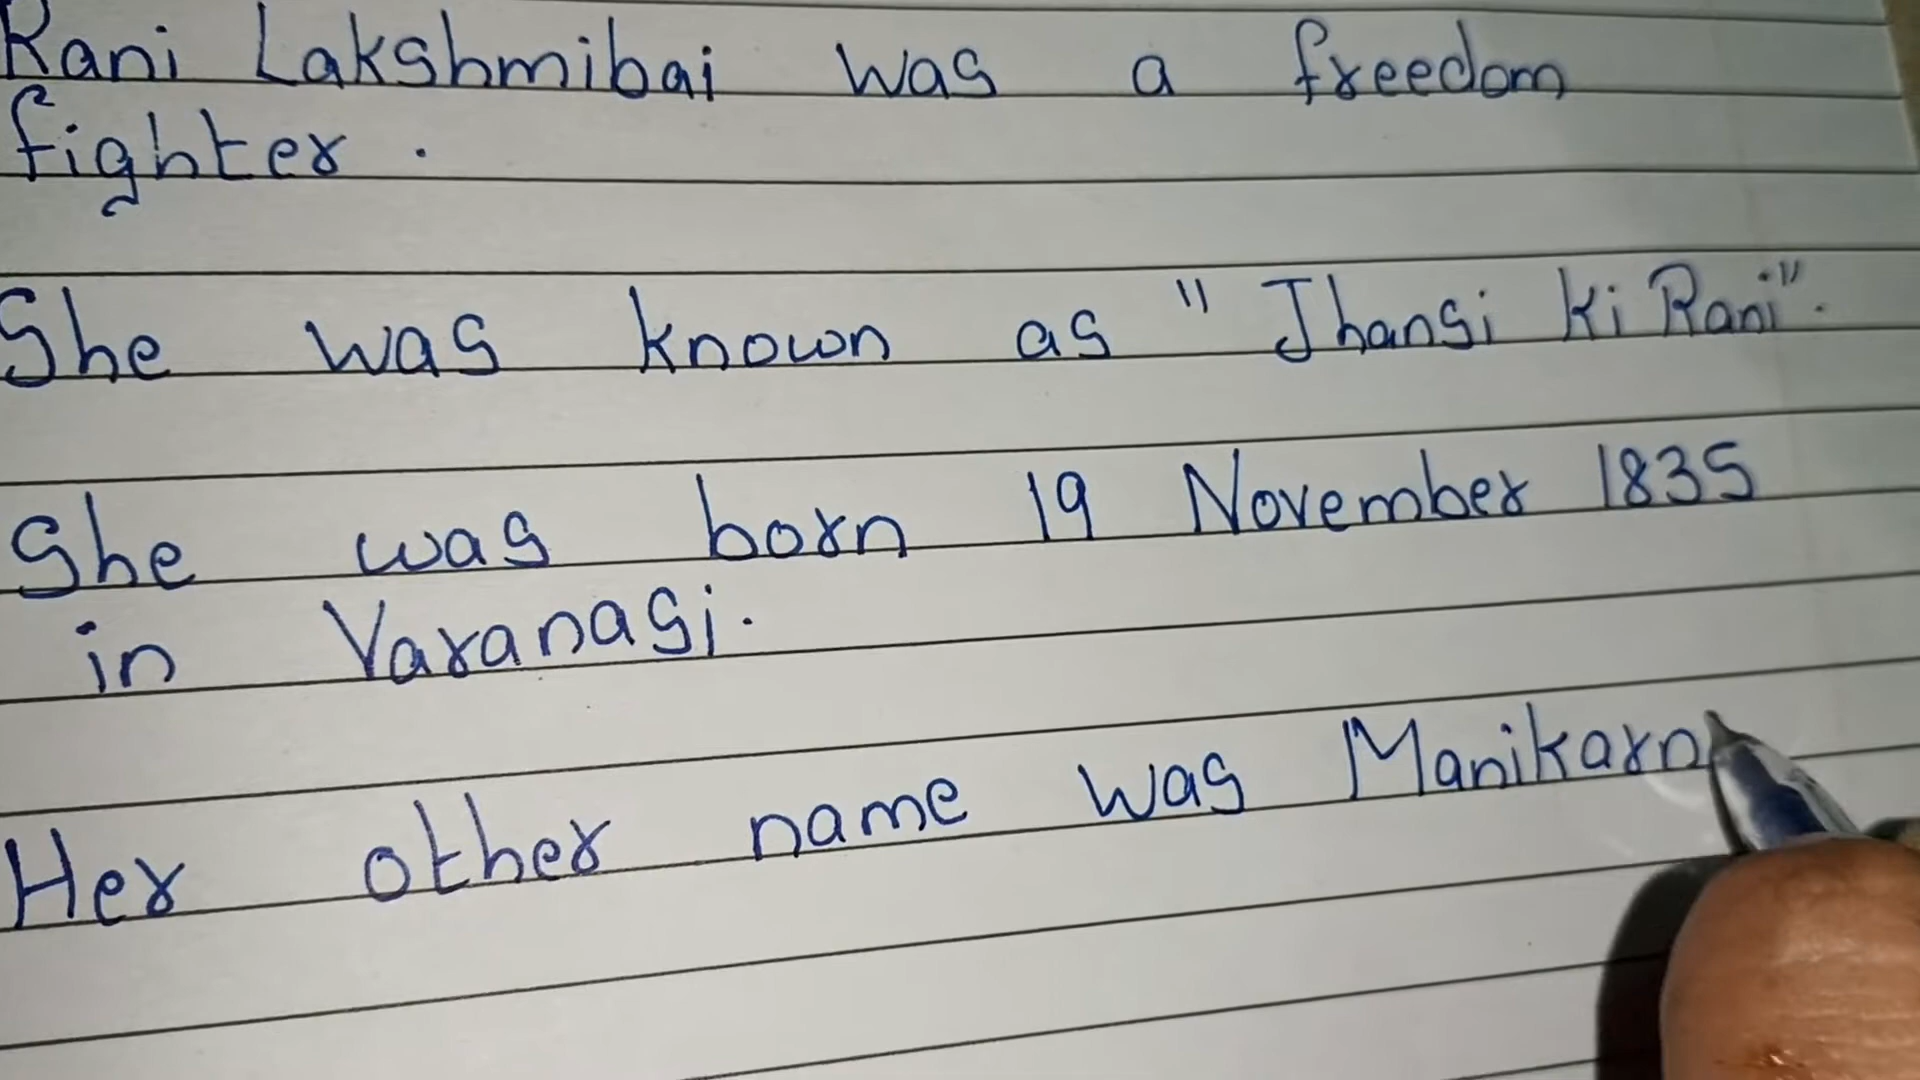 Rani Lakshmibai was a freedom
fighter.
She was known as "Jhansi ki Rani".
She was born 19 November 1835
in Varanasi.
Her other name was Manikarn